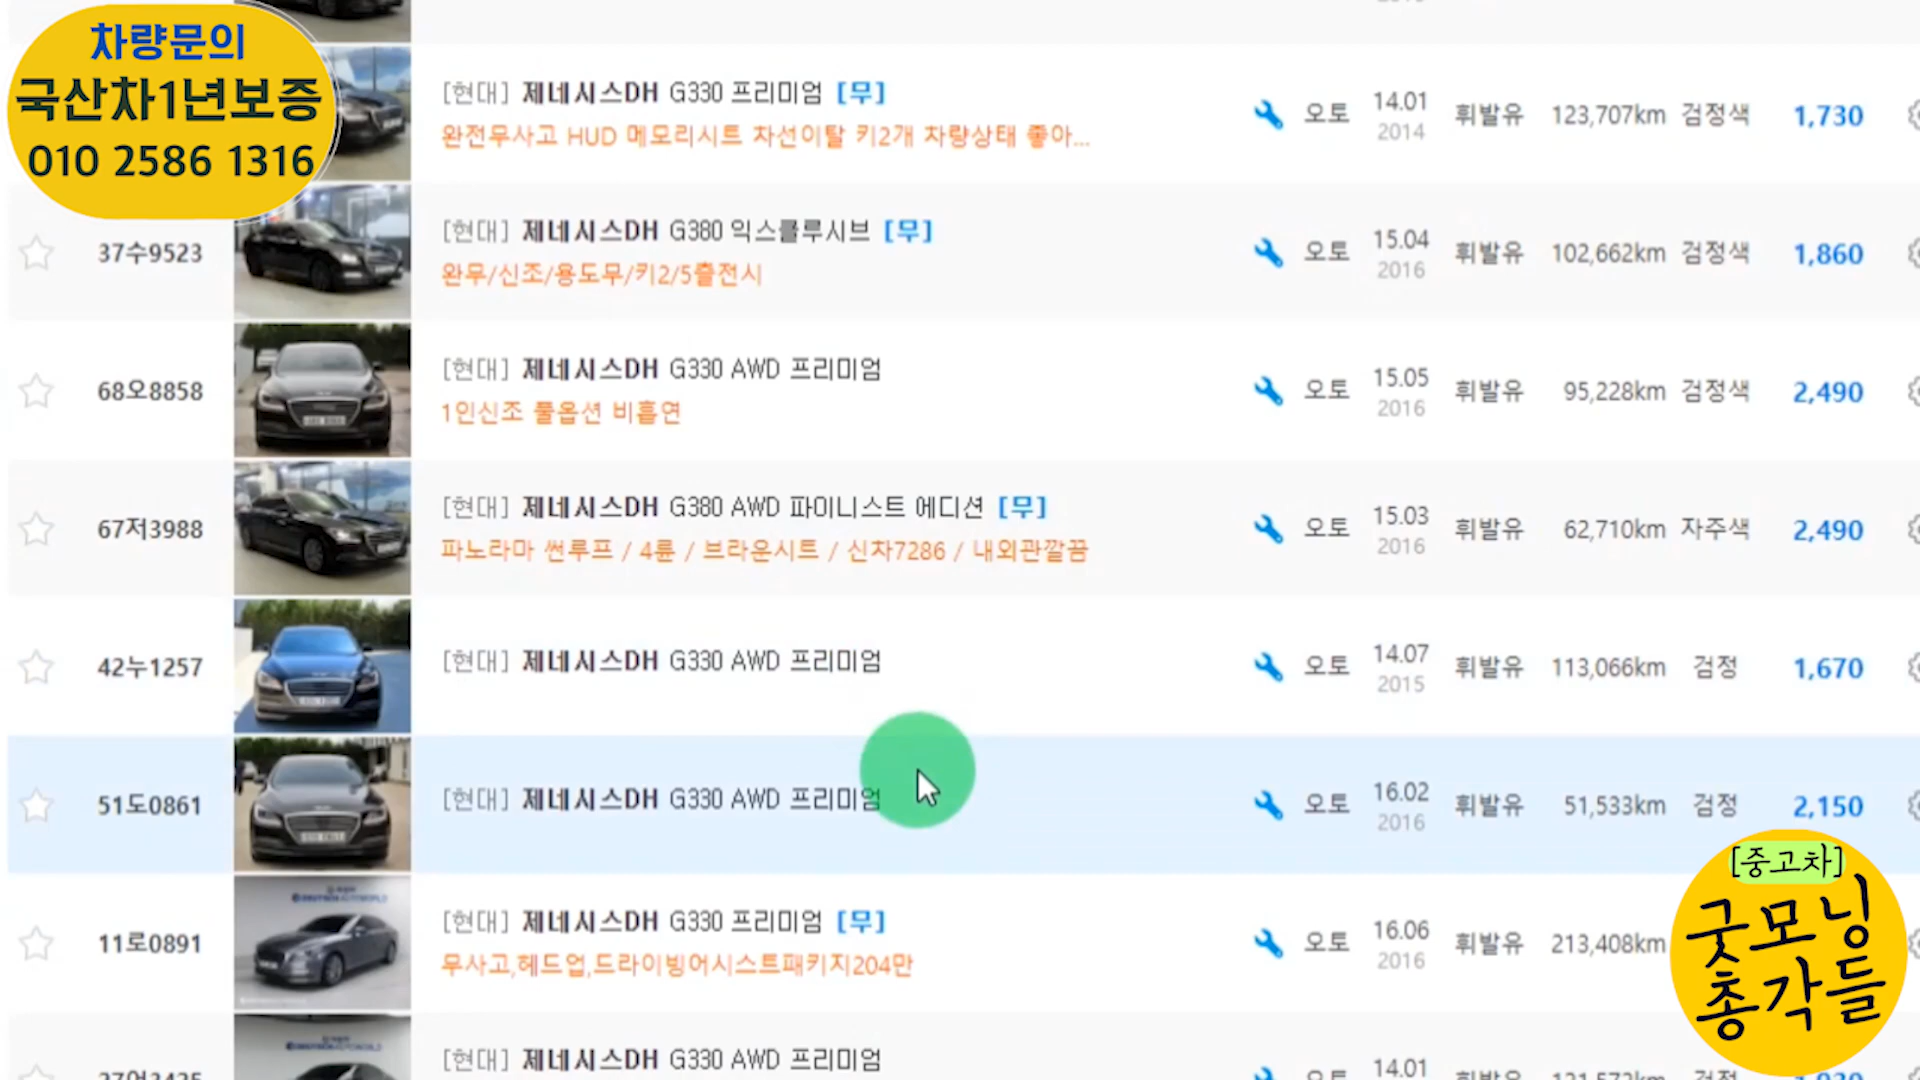 차량문의
국산차1년보증
010 2586 1316
[현대] 제네시스DH G330 프리미엄 [무]
완전무사고 HUD 메모리시트 차선이탈 키2개 차량상태 좋아...
오토 14.01 2014 휘발유 123,707km 검정색 1,730
37수9523
[현대] 제네시스DH G380 익스클루시브 [무]
완무/신조/용도무/키2/5출전시
오토 15.04 2016 휘발유 102,662km 검정색 1,860
68오8858
[현대] 제네시스DH G330 AWD 프리미엄
1인신조 풀옵션 비흡연
오토 15.05 2016 휘발유 95,228km 검정색 2,490
67저3988
[현대] 제네시스DH G380 AWD 파이니스트 에디션 [무]
파노라마 썬루프 / 4륜 / 브라운시트 / 신차7286 / 내외관깔끔
오토 15.03 2016 휘발유 62,710km 자주색 2,490
42누1257
[현대] 제네시스DH G330 AWD 프리미엄
오토 14.07 2015 휘발유 113,066km 검정 1,670
51도0861
[현대] 제네시스DH G330 AWD 프리미엄
오토 16.02 2016 휘발유 51,533km 검정 2,150
11로0891
[현대] 제네시스DH G330 프리미엄 [무]
무사고,헤드업,드라이빙어시스트패키지204만
오토 16.06 2016 휘발유 213,408km
[현대] 제네시스DH G330 AWD 프리미엄
14.01
[중고차]
굿모닝
총각들